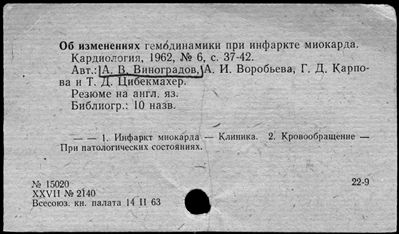 Об изменениях гемодинамики при инфаркте миокарда.
Кардиология, 1962, № 6, с. 37-42.
Авт.: А. В. Виноградов, А. И. Воробьева, Г. Д. Карпо-
ва и Т. Д. Цибекмахер.
Резюме на англ. яз.
Библиогр.: 10 назв.
— — 1. Инфаркт миокарда — Клиника. 2. Кровообращение —
При патологических состояниях.
№ 15020 22-9
XXVII № 2140
Всесоюз. кн. палата 14 II 63